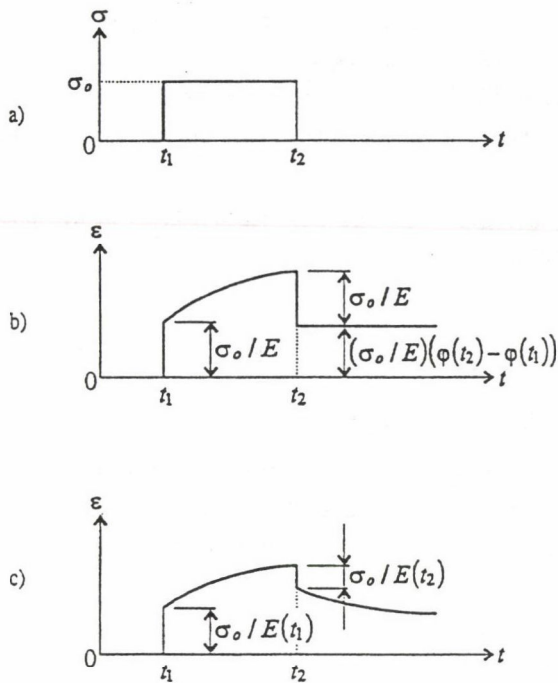 σ
σₒ
a)
0
t₁
t₂
t
ε
b)
σₒ / E
σₒ / E
(σₒ / E)(φ(t₂) − φ(t₁))
0
t₁
t₂
t
ε
c)
σₒ / E(t₂)
σₒ / E(t₁)
0
t₁
t₂
t